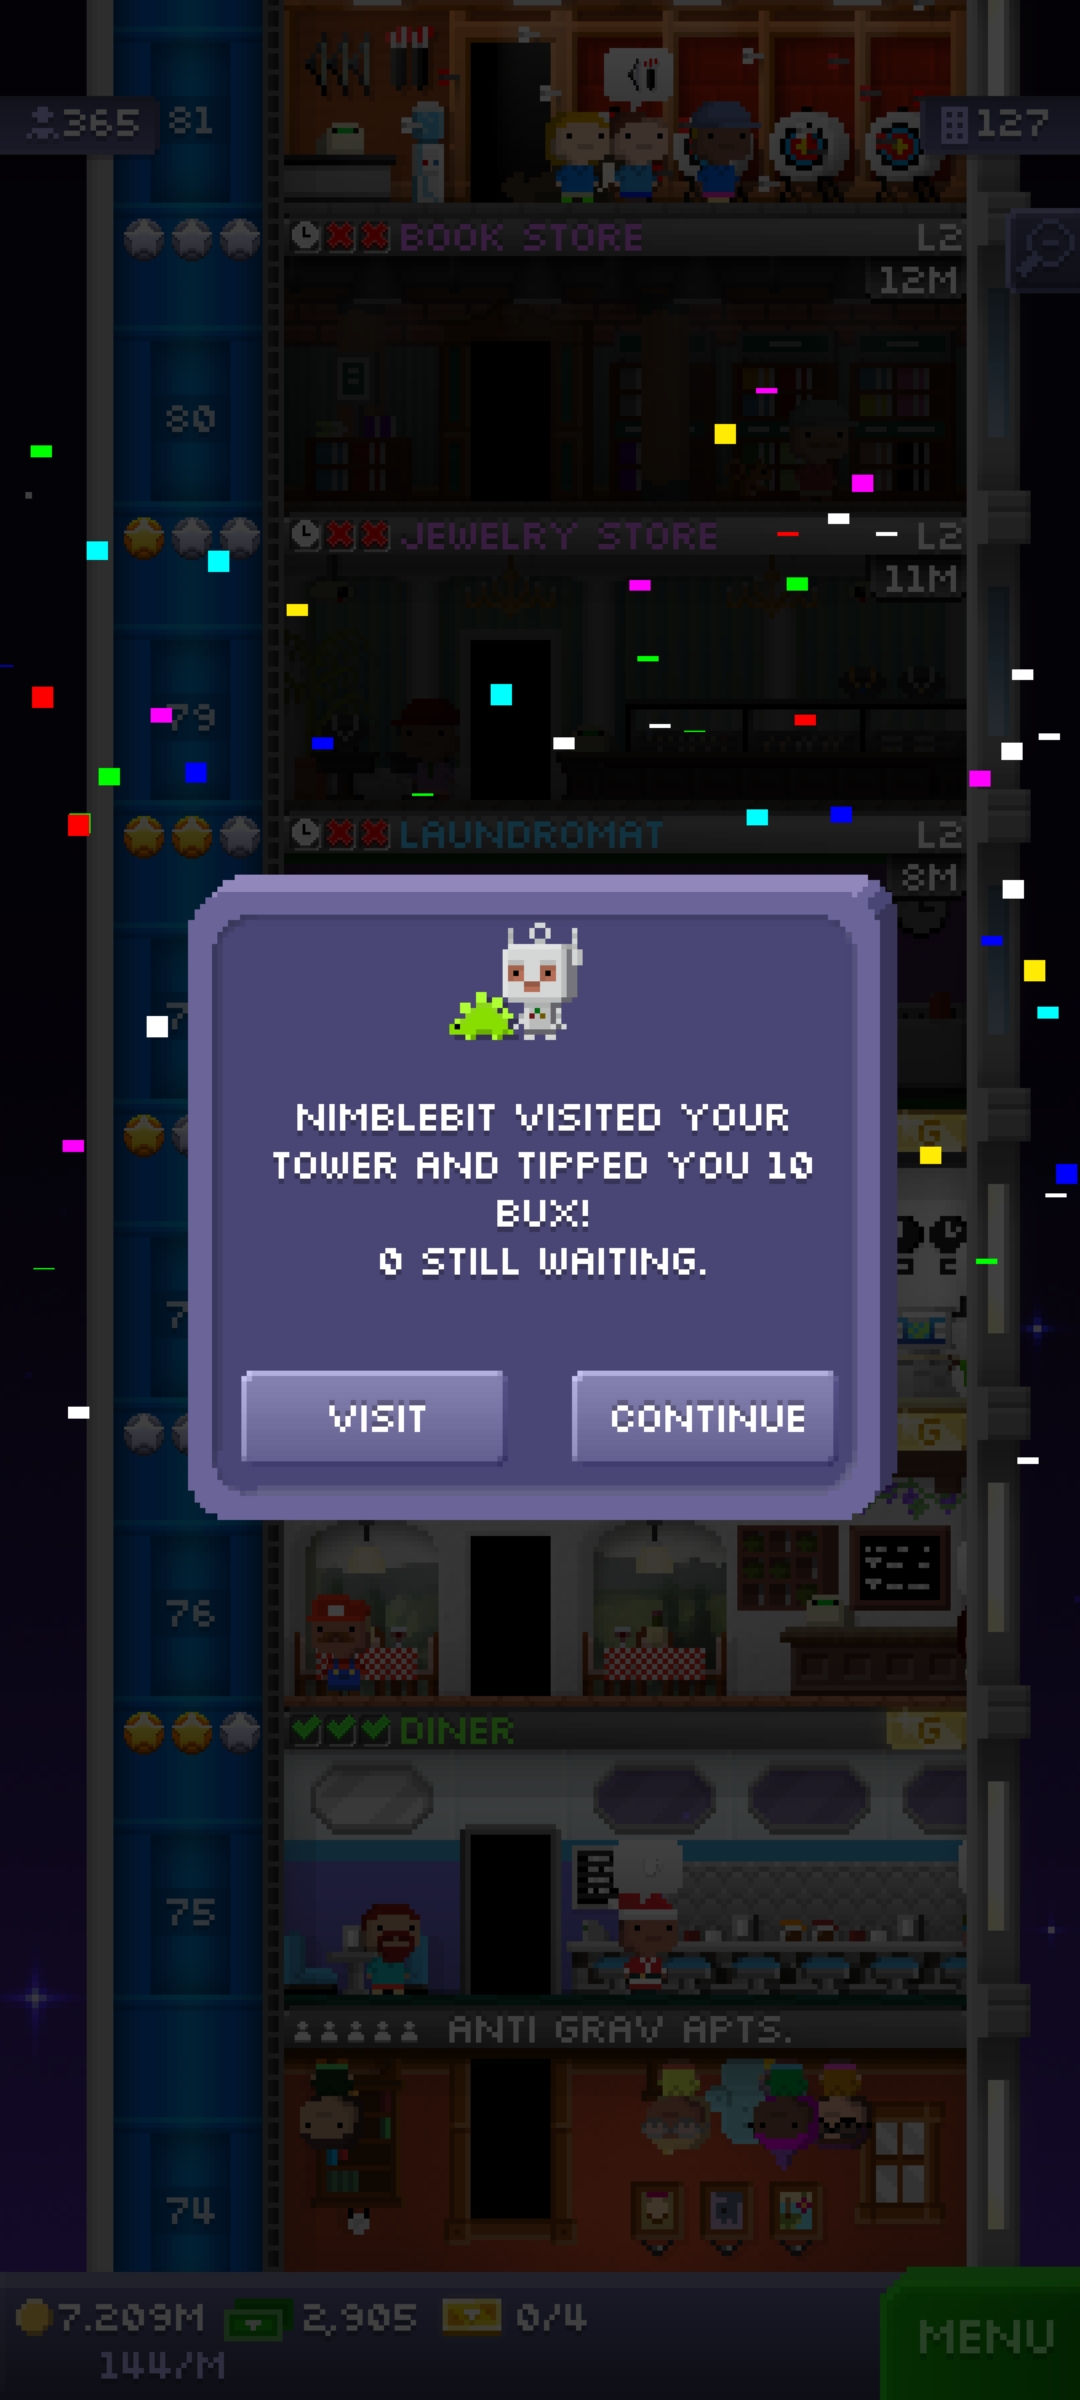 365
81
127
BOOK STORE
L2
12M
80
JEWELRY STORE
L2
11M
79
LAUNDROMAT
L2
8M
NIMBLEBIT VISITED YOUR
TOWER AND TIPPED YOU 10
BUX!
0 STILL WAITING.
VISIT
CONTINUE
G
G
76
DINER
G
75
ANTI GRAV APTS.
74
7.209M
2,905
0/4
MENU
144/M